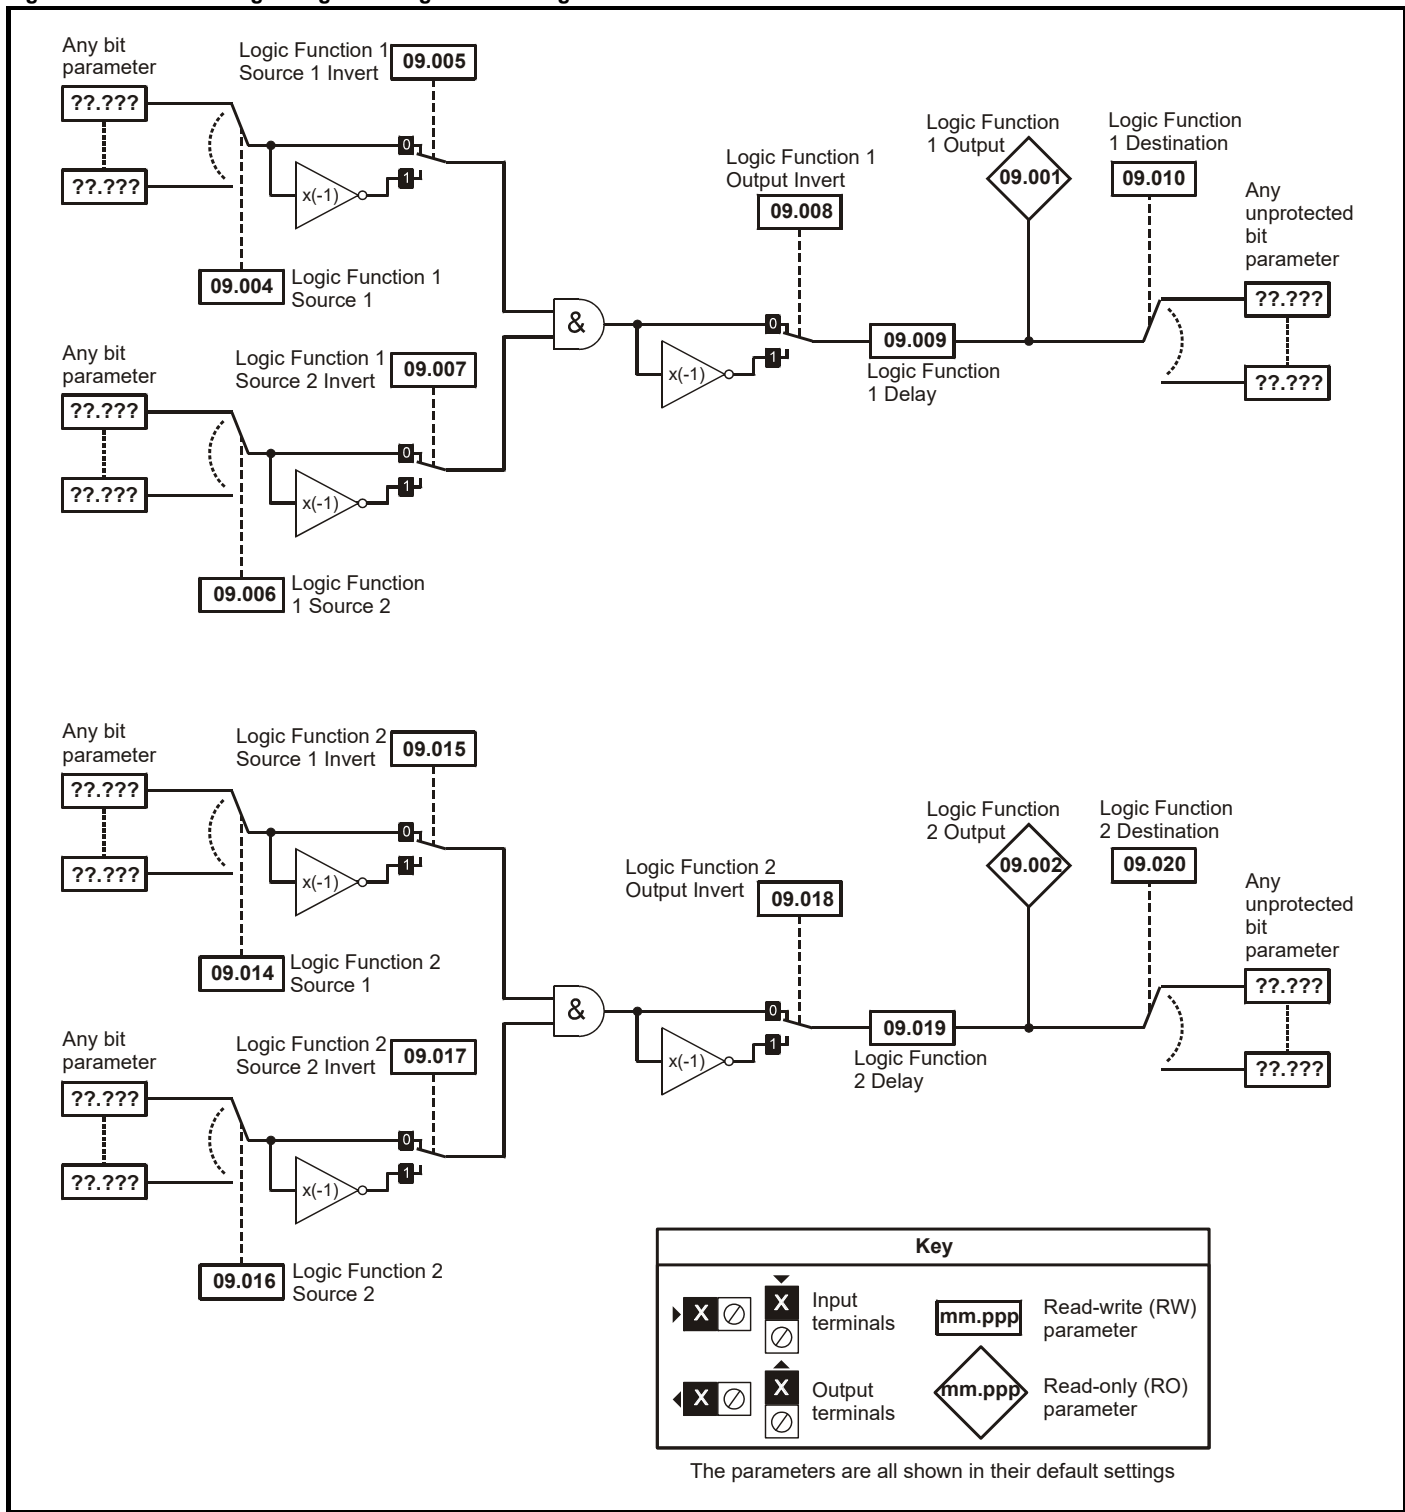 Any bit
parameter
??.???
??.???
Logic Function 1
Source 1 Invert
09.005
0
1
x(-1)
09.004
Logic Function 1
Source 1
Any bit
parameter
??.???
??.???
Logic Function 1
Source 2 Invert
09.007
0
1
x(-1)
09.006
Logic Function
1 Source 2
&
x(-1)
0
1
Logic Function 1
Output Invert
09.008
09.009
Logic Function
1 Delay
Logic Function
1 Output
09.001
Logic Function
1 Destination
09.010
Any
unprotected
bit
parameter
??.???
??.???
Any bit
parameter
??.???
??.???
Logic Function 2
Source 1 Invert
09.015
0
1
x(-1)
09.014
Logic Function 2
Source 1
Any bit
parameter
??.???
??.???
Logic Function 2
Source 2 Invert
09.017
0
1
x(-1)
09.016
Logic Function 2
Source 2
&
x(-1)
0
1
Logic Function 2
Output Invert
09.018
09.019
Logic Function
2 Delay
Logic Function
2 Output
09.002
Logic Function
2 Destination
09.020
Any
unprotected
bit
parameter
??.???
??.???
Key
X
X
Input
terminals
mm.ppp
Read-write (RW)
parameter
X
X
Output
terminals
mm.ppp
Read-only (RO)
parameter
The parameters are all shown in their default settings